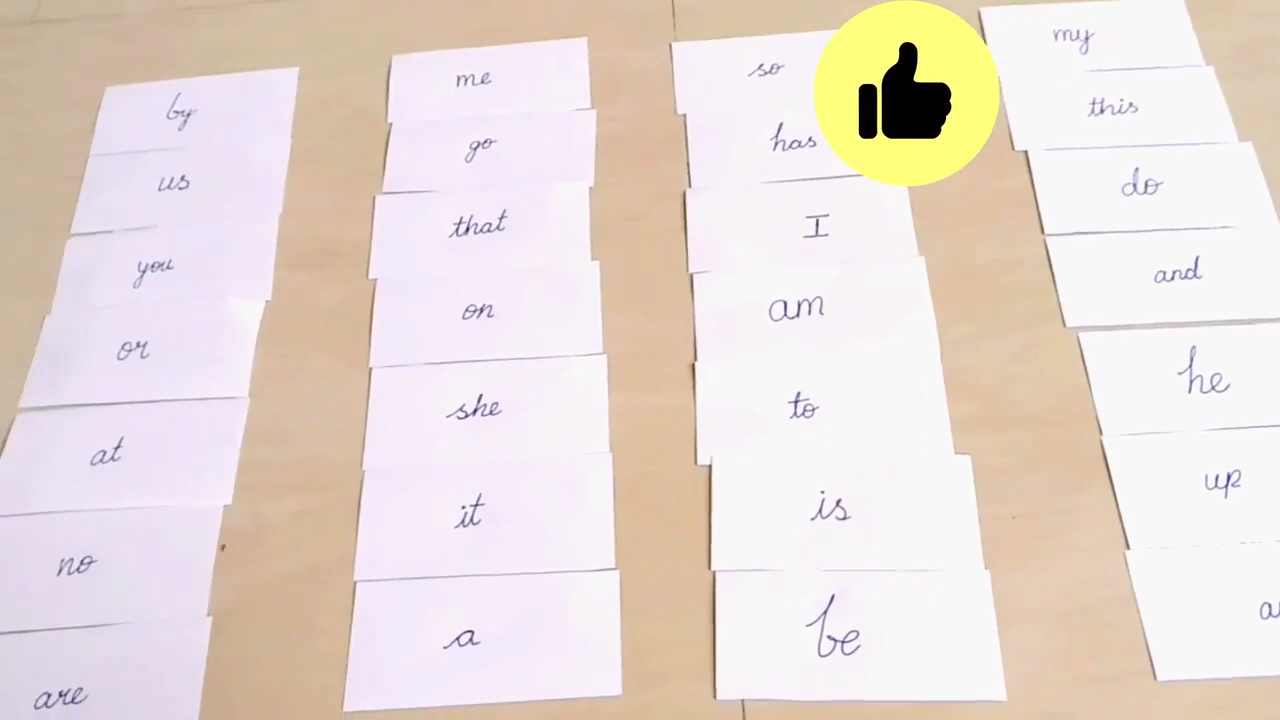 by
us
you
or
at
no
are
me
go
that
on
she
it
a
so
has
I
am
to
is
be
my
this
do
and
he
up